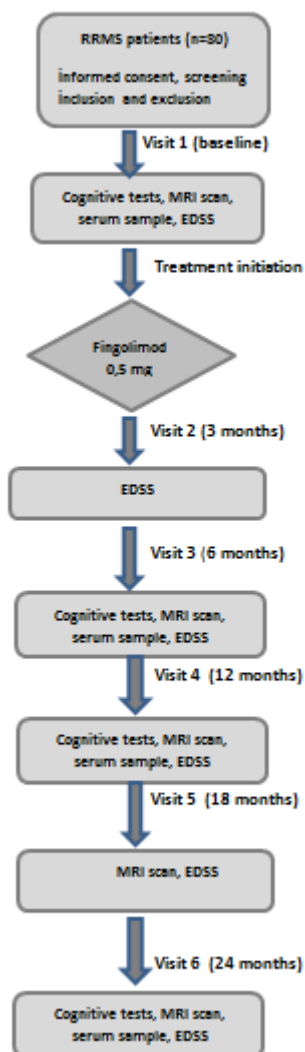 RRMS patients (n=80)
informed consent, screening
inclusion and exclusion
Visit 1 (baseline)
Cognitive tests, MRI scan,
serum sample, EDSS
Treatment initiation
Fingolimod
0,5 mg
Visit 2 (3 months)
EDSS
Visit 3 (6 months)
Cognitive tests, MRI scan,
serum sample, EDSS
Visit 4 (12 months)
Cognitive tests, MRI scan,
serum sample, EDSS
Visit 5 (18 months)
MRI scan, EDSS
Visit 6 (24 months)
Cognitive tests, MRI scan,
serum sample, EDSS